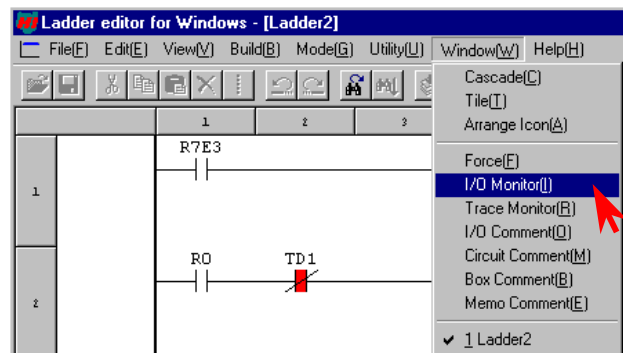 Ladder editor for Windows - [Ladder2]
File(F) Edit(E) View(V) Build(B) Mode(G) Utility(U) Window(W) Help(H)
Cascade(C)
Tile(T)
Arrange Icon(A)
Force(F)
I/O Monitor(I)
Trace Monitor(R)
I/O Comment(O)
Circuit Comment(M)
Box Comment(B)
Memo Comment(E)
✓ 1 Ladder2
1 2 3
R7E3
1
R0 TD1
2